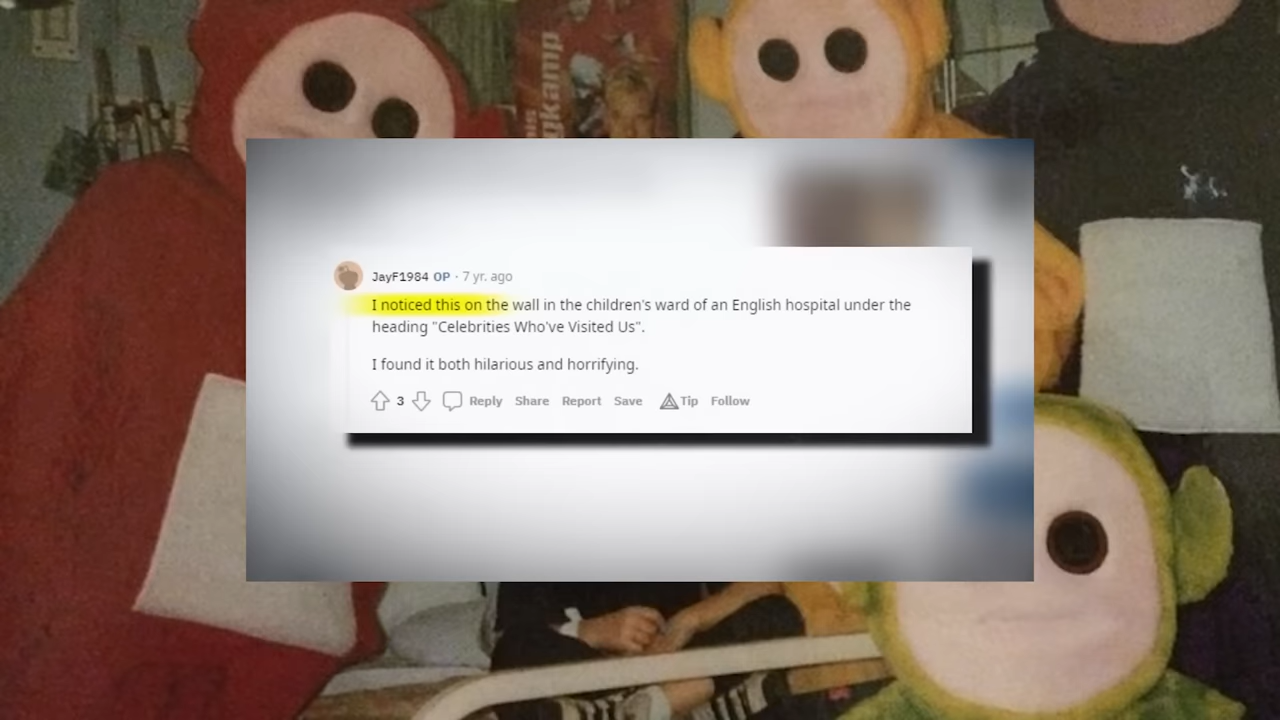 gkamp
JayF1984 OP · 7 yr. ago
I noticed this on the wall in the children's ward of an English hospital under the
heading "Celebrities Who've Visited Us".
I found it both hilarious and horrifying.
3 Reply Share Report Save Tip Follow